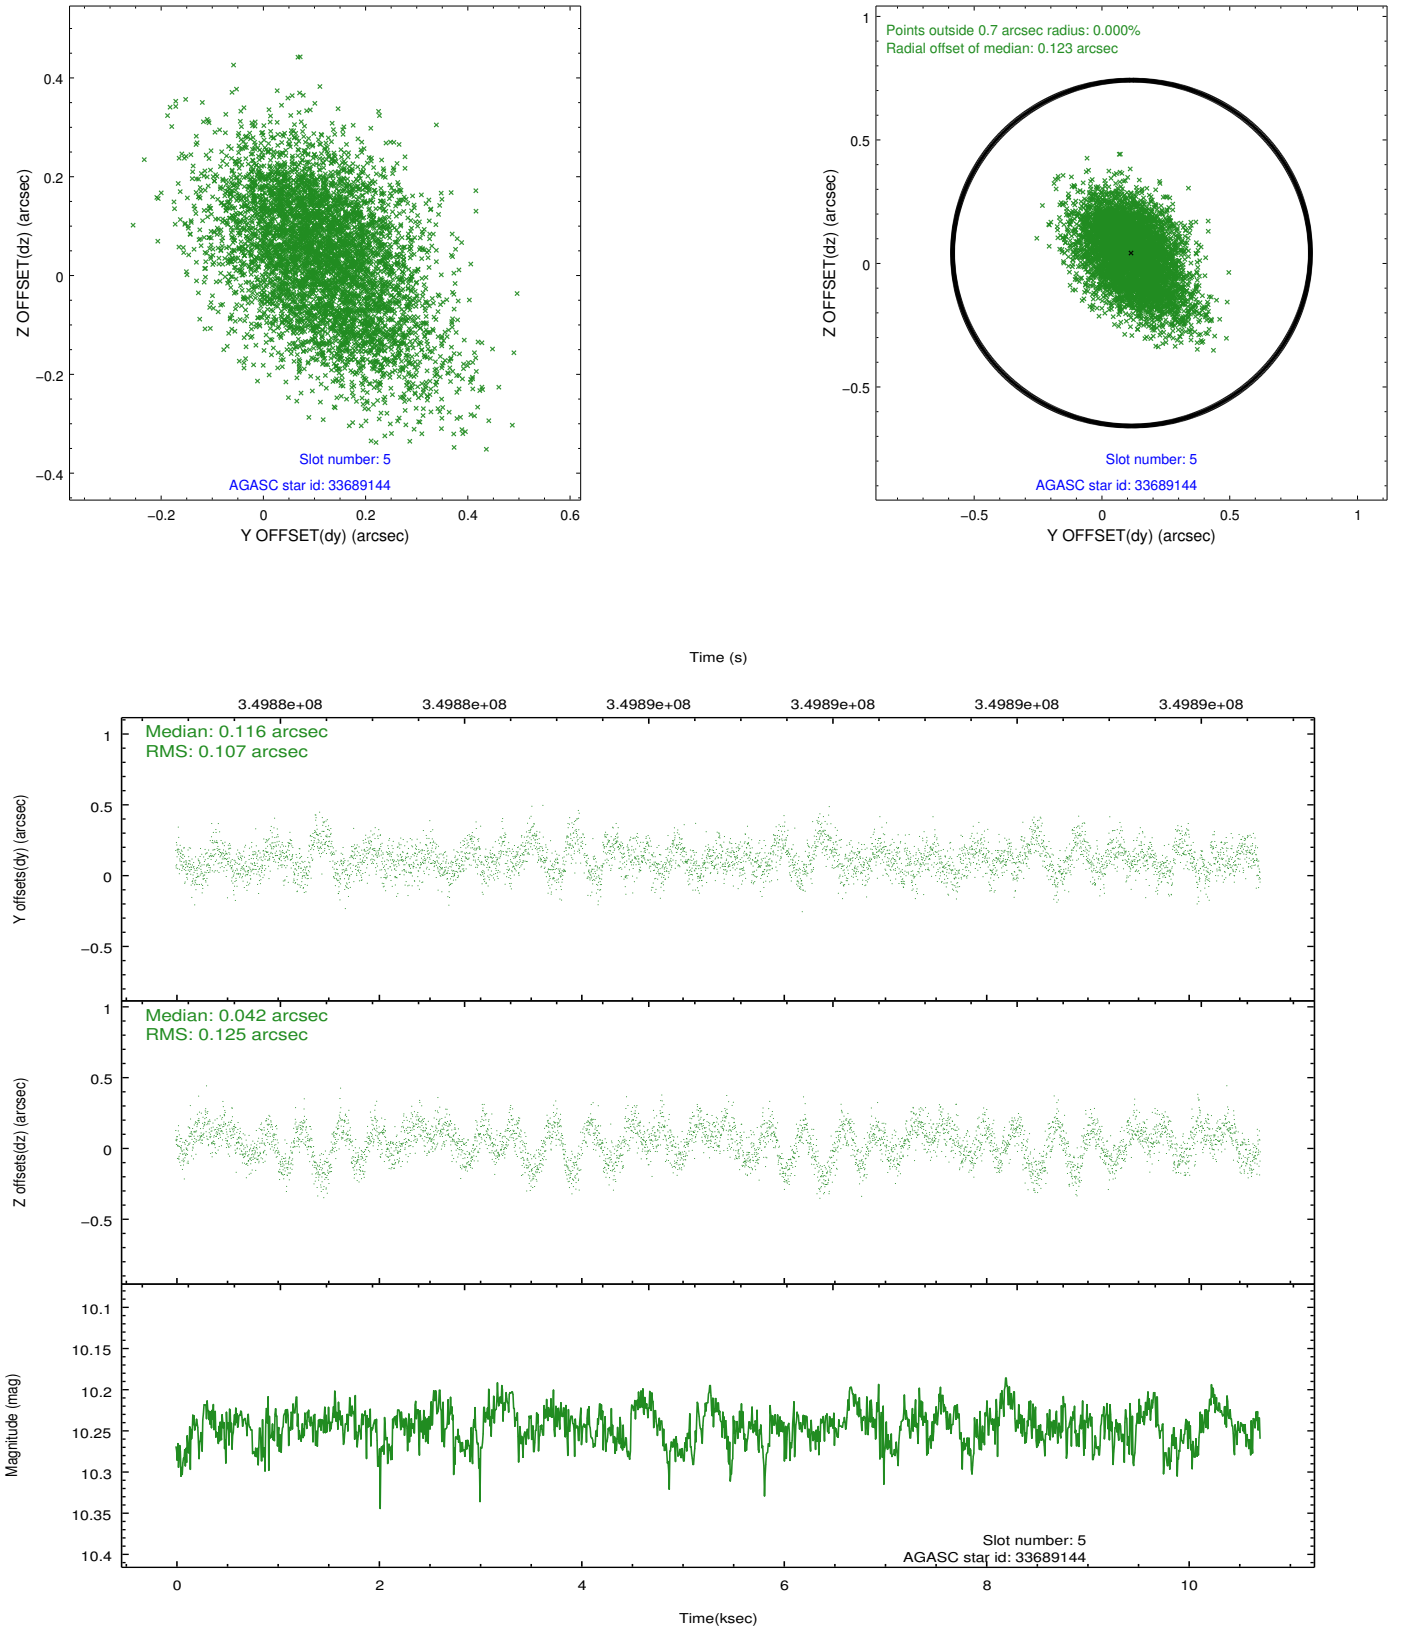 0.4
0.2
0
−0.2
−0.4
Z OFFSET(dz) (arcsec)
Slot number: 5
AGASC star id: 33689144
−0.2 0 0.2 0.4 0.6
Y OFFSET(dy) (arcsec)
Points outside 0.7 arcsec radius: 0.000%
Radial offset of median: 0.123 arcsec
1
0.5
0
−0.5
Z OFFSET(dz) (arcsec)
Slot number: 5
AGASC star id: 33689144
−0.5 0 0.5 1
Y OFFSET(dy) (arcsec)
Time (s)
3.4988e+08 3.4988e+08 3.4989e+08 3.4989e+08 3.4989e+08 3.4989e+08
Median: 0.116 arcsec
RMS: 0.107 arcsec
1
0.5
0
−0.5
Y offsets(dy) (arcsec)
Median: 0.042 arcsec
RMS: 0.125 arcsec
1
0.5
0
−0.5
Z offsets(dz) (arcsec)
10.1
10.15
10.2
10.25
10.3
10.35
10.4
Magnitude (mag)
Slot number: 5
AGASC star id: 33689144
0 2 4 6 8 10
Time(ksec)